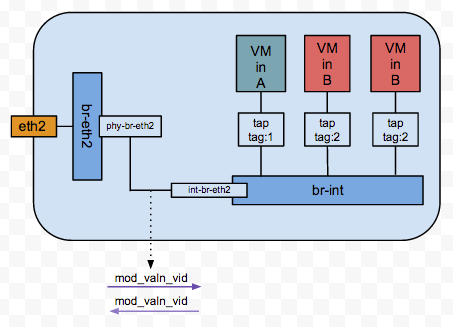 VM
in
A
VM
in
B
VM
in
B
eth2
br-eth2
phy-br-eth2
tap
tag:1
tap
tag:2
tap
tag:2
int-br-eth2
br-int
mod_valn_vid
mod_valn_vid